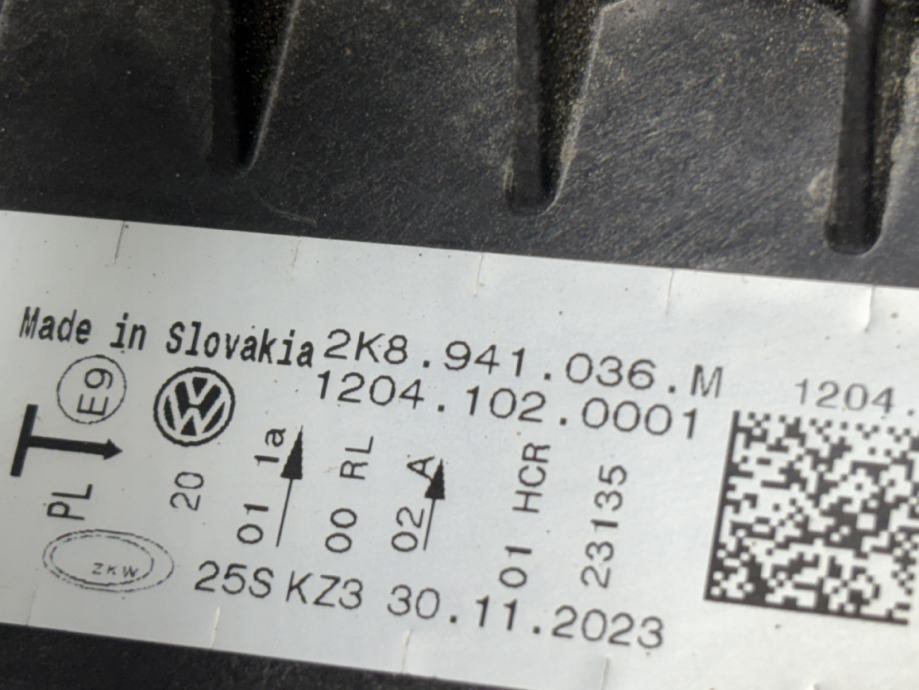 Made in Slovakia 2K8.941.036.M
1204.102.0001
1204.
E9
PL
20
01 1a
00 RL
02 A
01 HCR
23135
ZKW
25S KZ3 30.11.2023